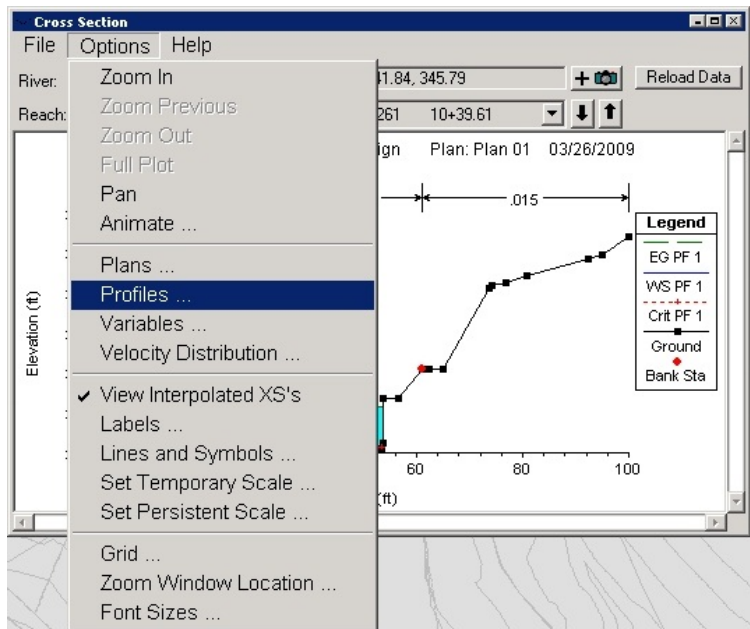 Cross Section
File Options Help
River: 41.84, 345.79 Reload Data
Reach: 261 10+39.61
Zoom In
Zoom Previous
Zoom Out
Full Plot
Pan
Animate ...
Plans ...
Profiles ...
Variables ...
Velocity Distribution ...
View Interpolated XS's
Labels ...
Lines and Symbols ...
Set Temporary Scale ...
Set Persistent Scale ...
Grid ...
Zoom Window Location ...
Font Sizes ...
ign Plan: Plan 01 03/26/2009
.015
Elevation (ft)
60 80 100
(ft)
Legend
EG PF 1
WS PF 1
Crit PF 1
Ground
Bank Sta